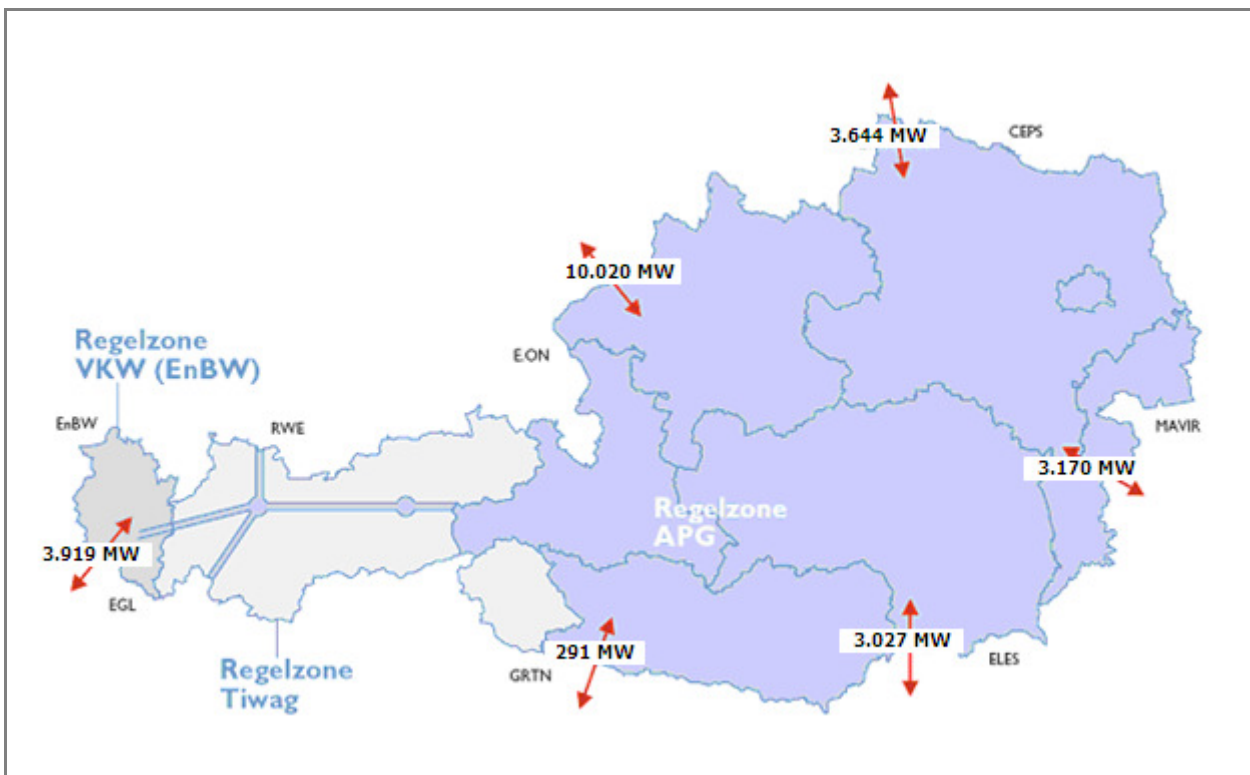 3.644 MW
CEPS
10.020 MW
Regelzone
VKW (EnBW)
E.ON
EnBW
RWE
MAVIR
3.170 MW
Regelzone
APG
3.919 MW
EGL
291 MW
3.027 MW
ELES
GRTN
Regelzone
Tiwag